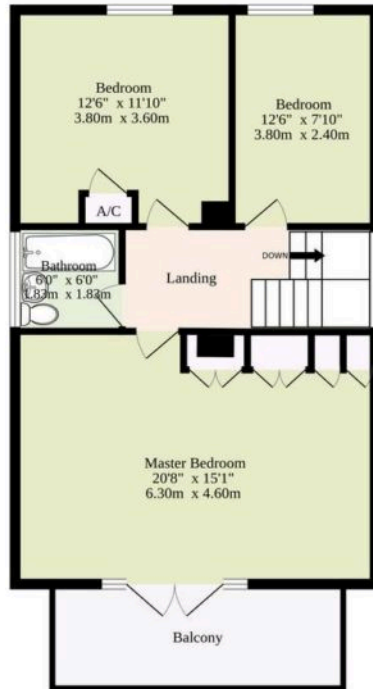 Bedroom
12'6" x 11'10"
3.80m x 3.60m
Bedroom
12'6" x 7'10"
3.80m x 2.40m
A/C
Bathroom
6'0" x 6'0"
1.83m x 1.83m
Landing
DOWN
Master Bedroom
20'8" x 15'1"
6.30m x 4.60m
Balcony